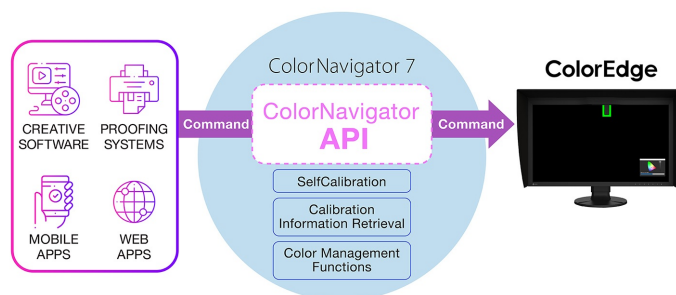 CREATIVE
SOFTWARE
PROOFING
SYSTEMS
MOBILE
APPS
WEB
APPS
Command
ColorNavigator 7
ColorNavigator
API
SelfCalibration
Calibration
Information Retrieval
Color Management
Functions
Command
ColorEdge